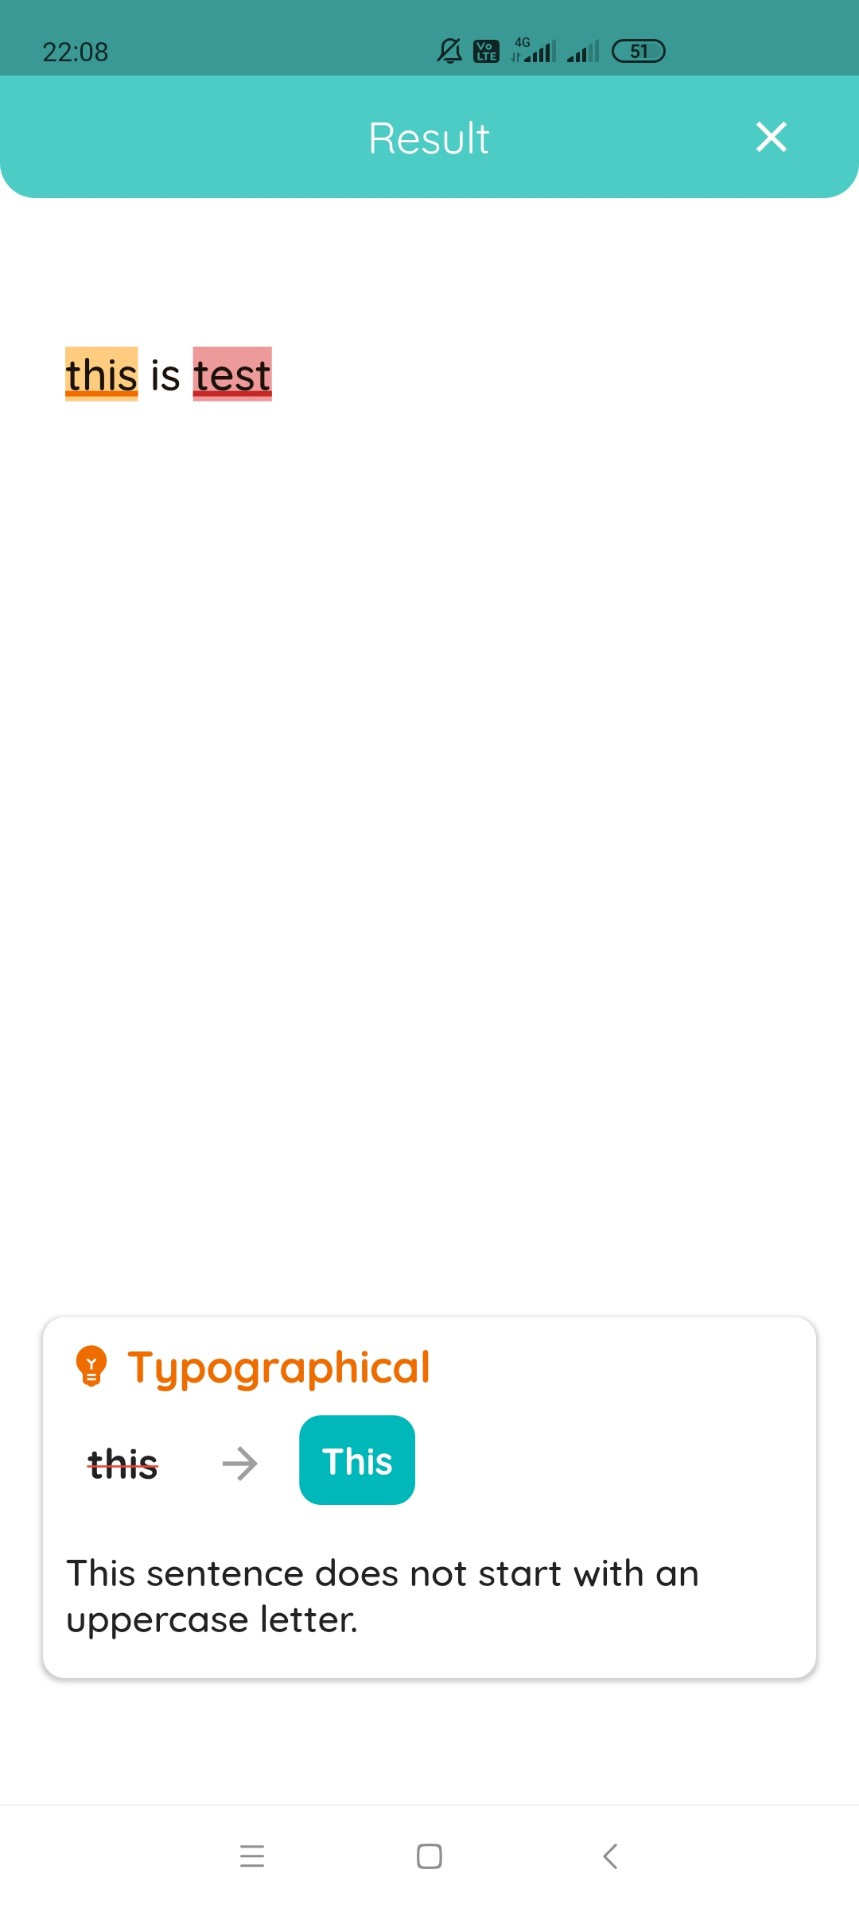 22:08 Vo LTE 4G 51
Result
this is test
Typographical
this → This
This sentence does not start with an
uppercase letter.